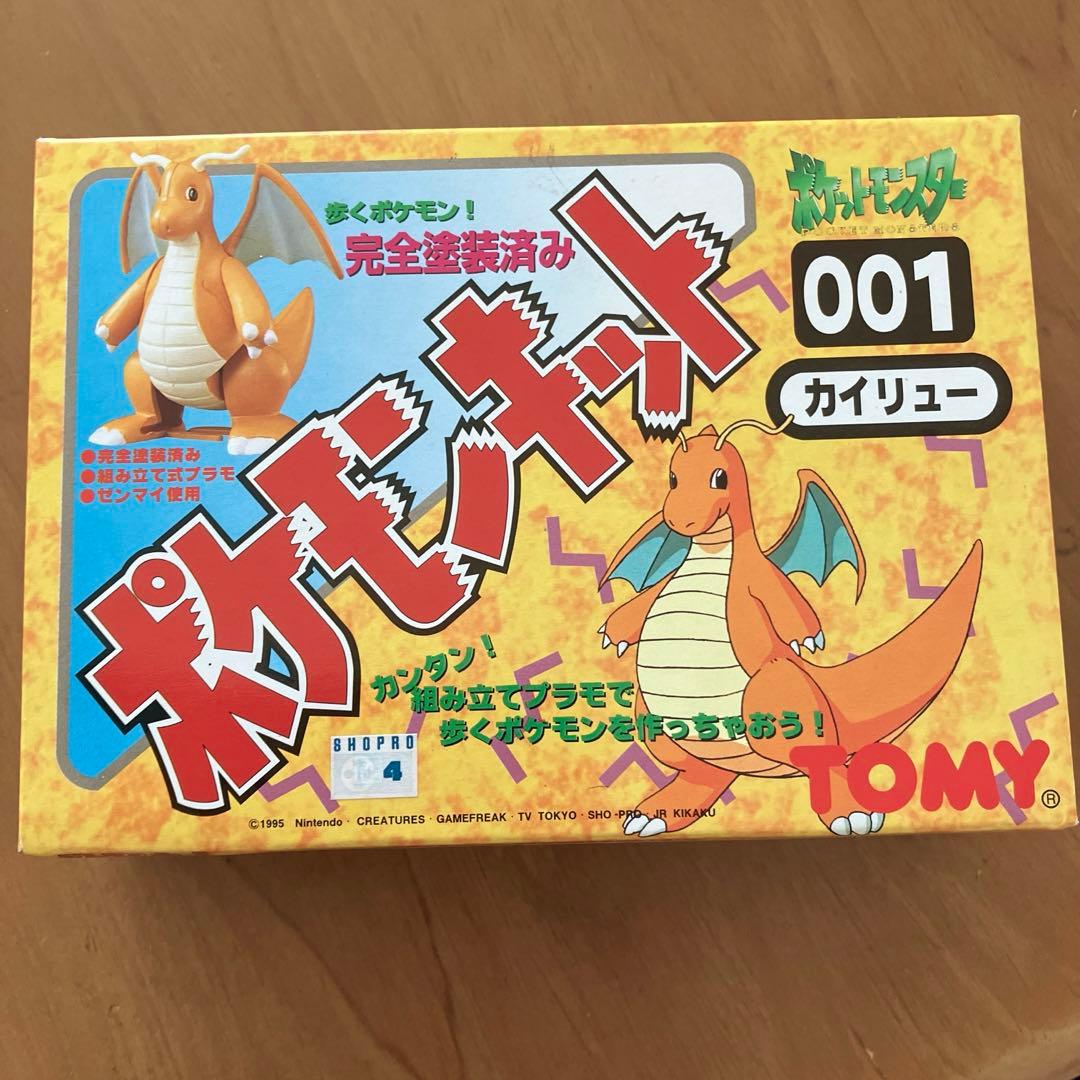 歩くポケモン!
完全塗装済み
ポケットモンスター
POCKET MONSTERS
001
カイリュー
●完全塗装済み
●組み立て式プラモ
●ゼンマイ使用
ポケモンキット
カンタン!
組み立てプラモで
歩くポケモンを作っちゃおう!
SHOPRO
4
TOMY®
©1995 Nintendo · CREATURES · GAMEFREAK · TV TOKYO · SHO-PRO · JR KIKAKU